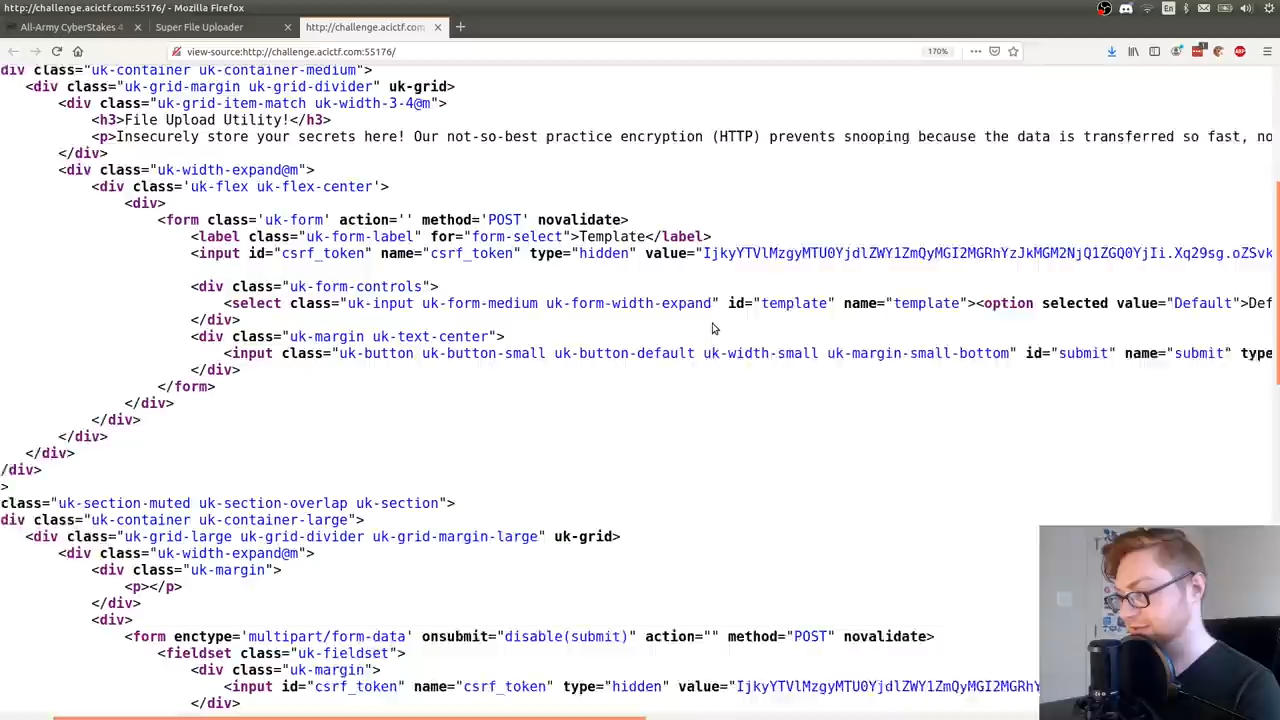 http://challenge.acictf.com:55176/ - Mozilla Firefox
En
All-Army CyberStakes 4
Super File Uploader
http://challenge.acictf.com:55176/
view-source:http://challenge.acictf.com:55176/
170%
ABP
div class="uk-container uk-container-medium">
<div class="uk-grid-margin uk-grid-divider" uk-grid>
<div class="uk-grid-item-match uk-width-3-4@m">
<h3>File Upload Utility!</h3>
<p>Insecurely store your secrets here! Our not-so-best practice encryption (HTTP) prevents snooping because the data is transferred so fast, no
</div>
<div class="uk-width-expand@m">
<div class='uk-flex uk-flex-center'>
<div>
<form class='uk-form' action='' method='POST' novalidate>
<label class="uk-form-label" for="form-select">Template</label>
<input id="csrf_token" name="csrf_token" type="hidden" value="IjkyYTVlMzgyMTU0YjdlZWY1ZmQyMGI2MGRhYzJkMGM2NjQ1ZGQ0YjIi.Xq29sg.oZSvk
<div class="uk-form-controls">
<select class="uk-input uk-form-medium uk-form-width-expand" id="template" name="template"><option selected value="Default">Def
</div>
<div class="uk-margin uk-text-center">
<input class="uk-button uk-button-small uk-button-default uk-width-small uk-margin-small-bottom" id="submit" name="submit" type
</div>
</form>
</div>
</div>
</div>
</div>
/div>
>
class="uk-section-muted uk-section-overlap uk-section">
div class="uk-container uk-container-large">
<div class="uk-grid-large uk-grid-divider uk-grid-margin-large" uk-grid>
<div class="uk-width-expand@m">
<div class="uk-margin">
<p></p>
</div>
<div>
<form enctype='multipart/form-data' onsubmit="disable(submit)" action="" method="POST" novalidate>
<fieldset class="uk-fieldset">
<div class="uk-margin">
<input id="csrf_token" name="csrf_token" type="hidden" value="IjkyYTVlMzgyMTU0YjdlZWY1ZmQyMGI2MGRhY
</div>